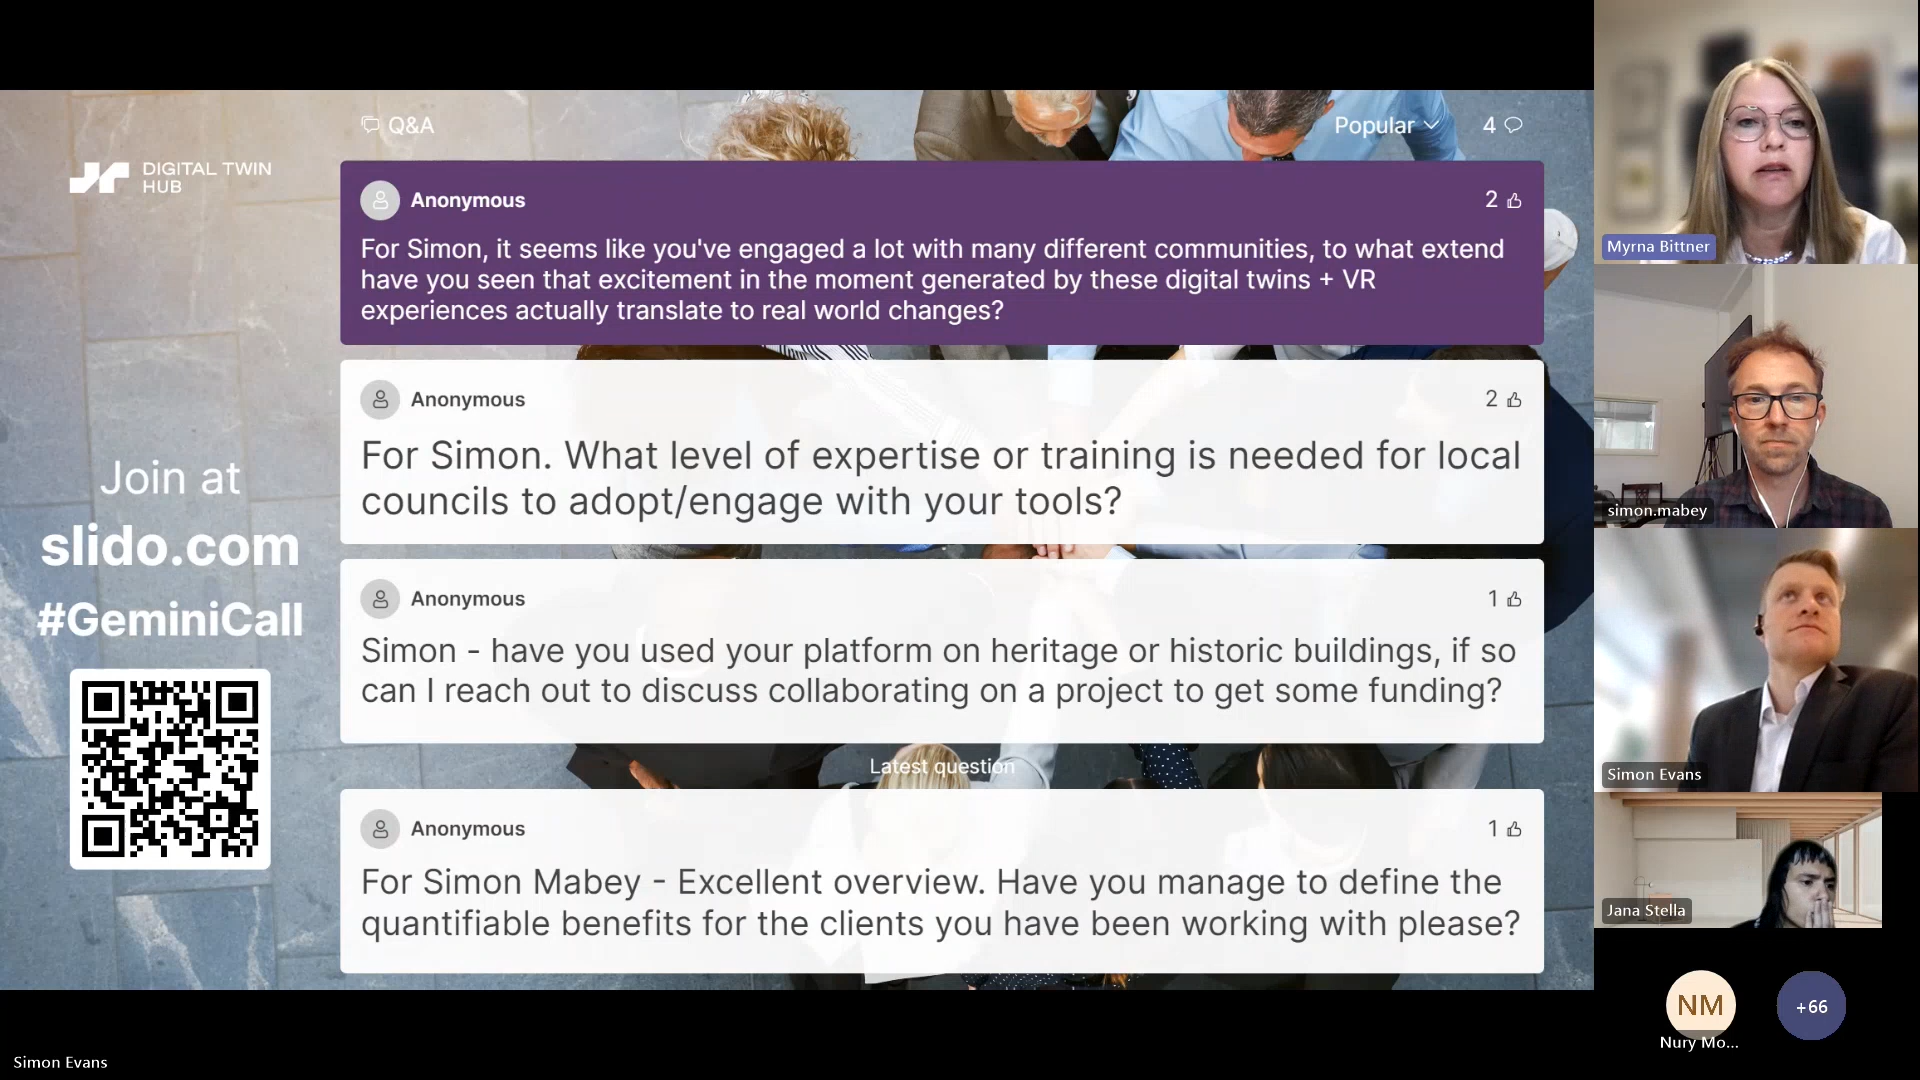 Q&A
Popular
4
DIGITAL TWIN
HUB
Anonymous
2
For Simon, it seems like you've engaged a lot with many different communities, to what extend
have you seen that excitement in the moment generated by these digital twins + VR
experiences actually translate to real world changes?
Anonymous
2
For Simon. What level of expertise or training is needed for local
councils to adopt/engage with your tools?
Join at
slido.com
#GeminiCall
Anonymous
1
Simon - have you used your platform on heritage or historic buildings, if so
can I reach out to discuss collaborating on a project to get some funding?
Latest question
Anonymous
1
For Simon Mabey - Excellent overview. Have you manage to define the
quantifiable benefits for the clients you have been working with please?
Myrna Bittner
simon.mabey
Simon Evans
Jana Stella
NM
Nury Mo...
+66
Simon Evans